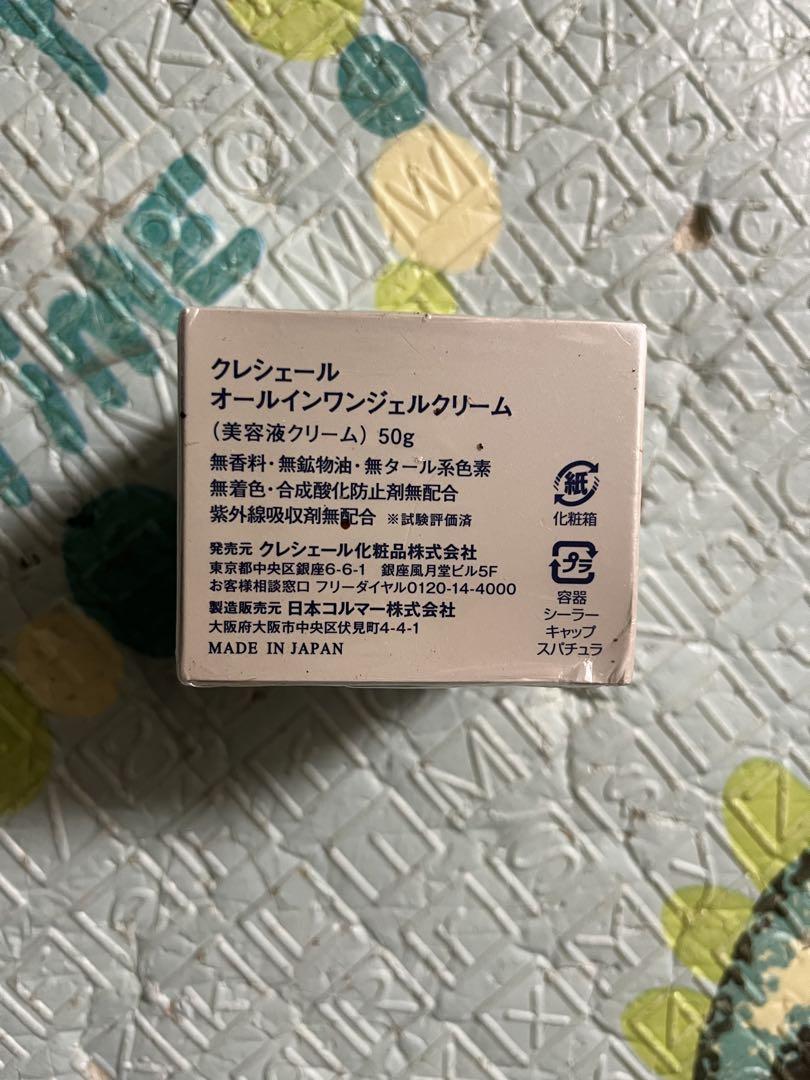 クレシェール
オールインワンジェルクリーム
（美容液クリーム）50g
無香料・無鉱物油・無タール系色素
無着色・合成酸化防止剤無配合
紫外線吸収剤無配合 ※試験評価済
発売元 クレシェール化粧品株式会社
東京都中央区銀座6-6-1 銀座風月堂ビル5F
お客様相談窓口 フリーダイヤル0120-14-4000
製造販売元 日本コルマー株式会社
大阪府大阪市中央区伏見町4-4-1
MADE IN JAPAN
紙
化粧箱
プラ
容器
シーラー
キャップ
スパチュラ